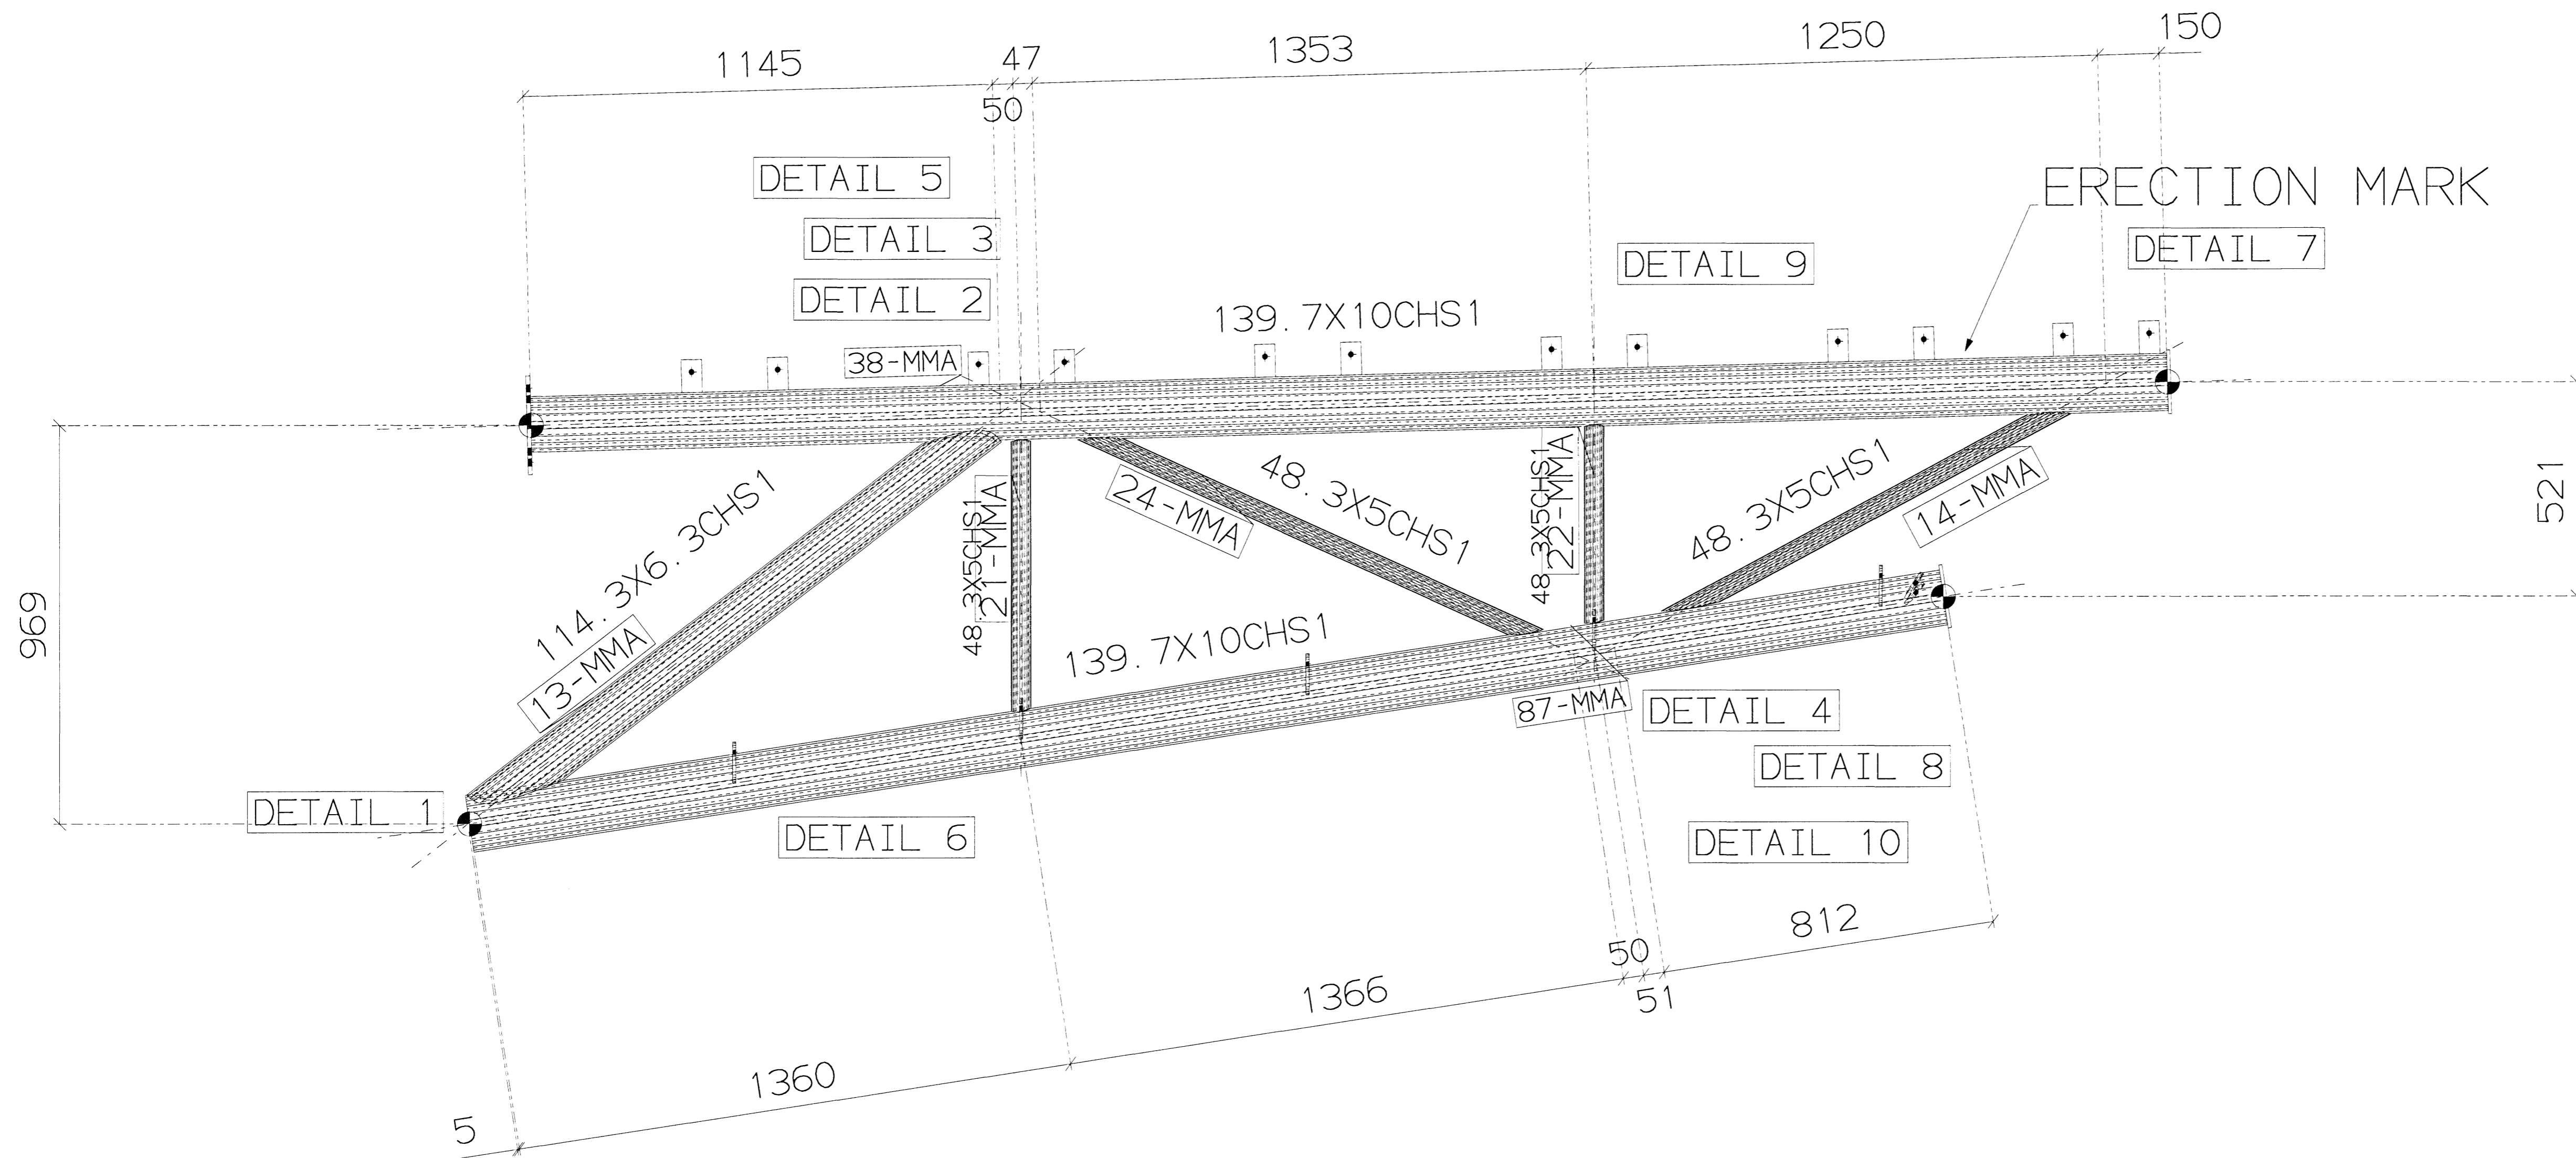 1145
47
1353
1250
150
50
DETAIL 5
ERECTION MARK
DETAIL 3
DETAIL 7
DETAIL 9
DETAIL 2
139.7X10CHS1
38-MMA
114.3X6.3CHS1
13-MMA
48.3X5CHS1
21-MMA
24-MMA
48.3X5CHS1
48.3X5CHS1
22-MMA
48.3X5CHS1
14-MMA
521
969
139.7X10CHS1
87-MMA
DETAIL 4
DETAIL 8
DETAIL 1
DETAIL 6
DETAIL 10
812
50
51
1366
1360
5